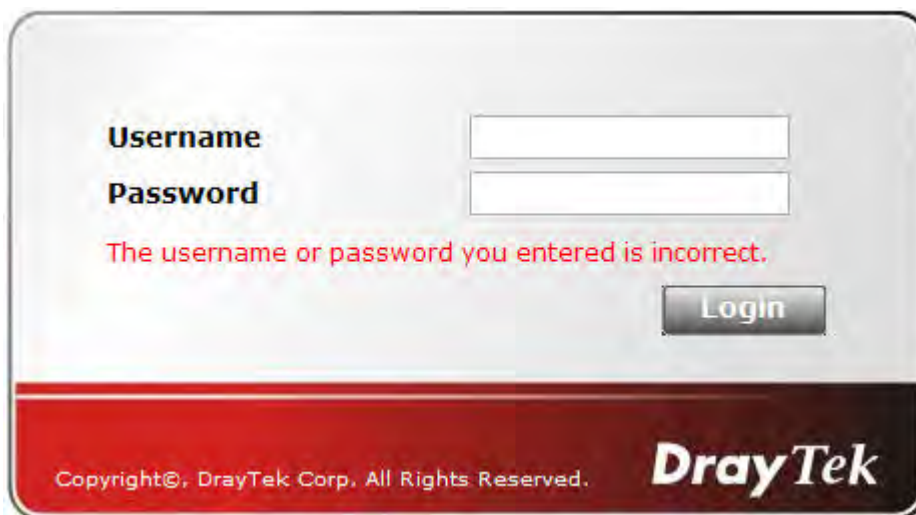 Username
Password
The username or password you entered is incorrect.
Login
Copyright©, DrayTek Corp. All Rights Reserved.
DrayTek